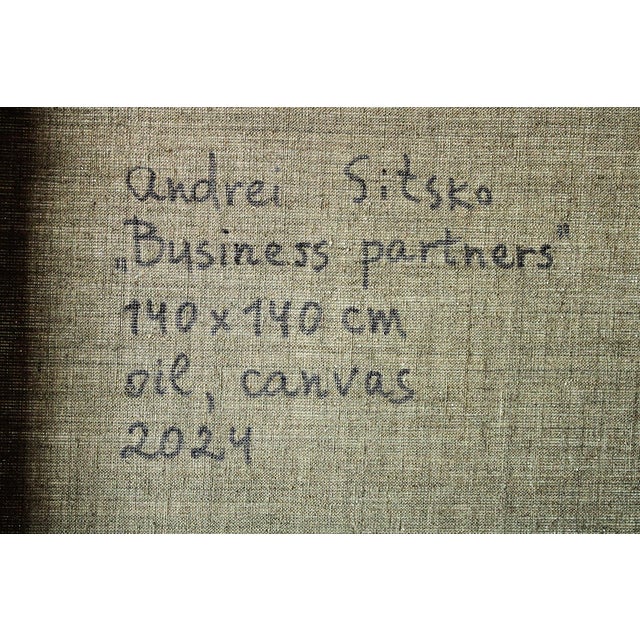 Andrei Sitsko
„Business partners"
140 x 140 cm
oil, canvas
2024